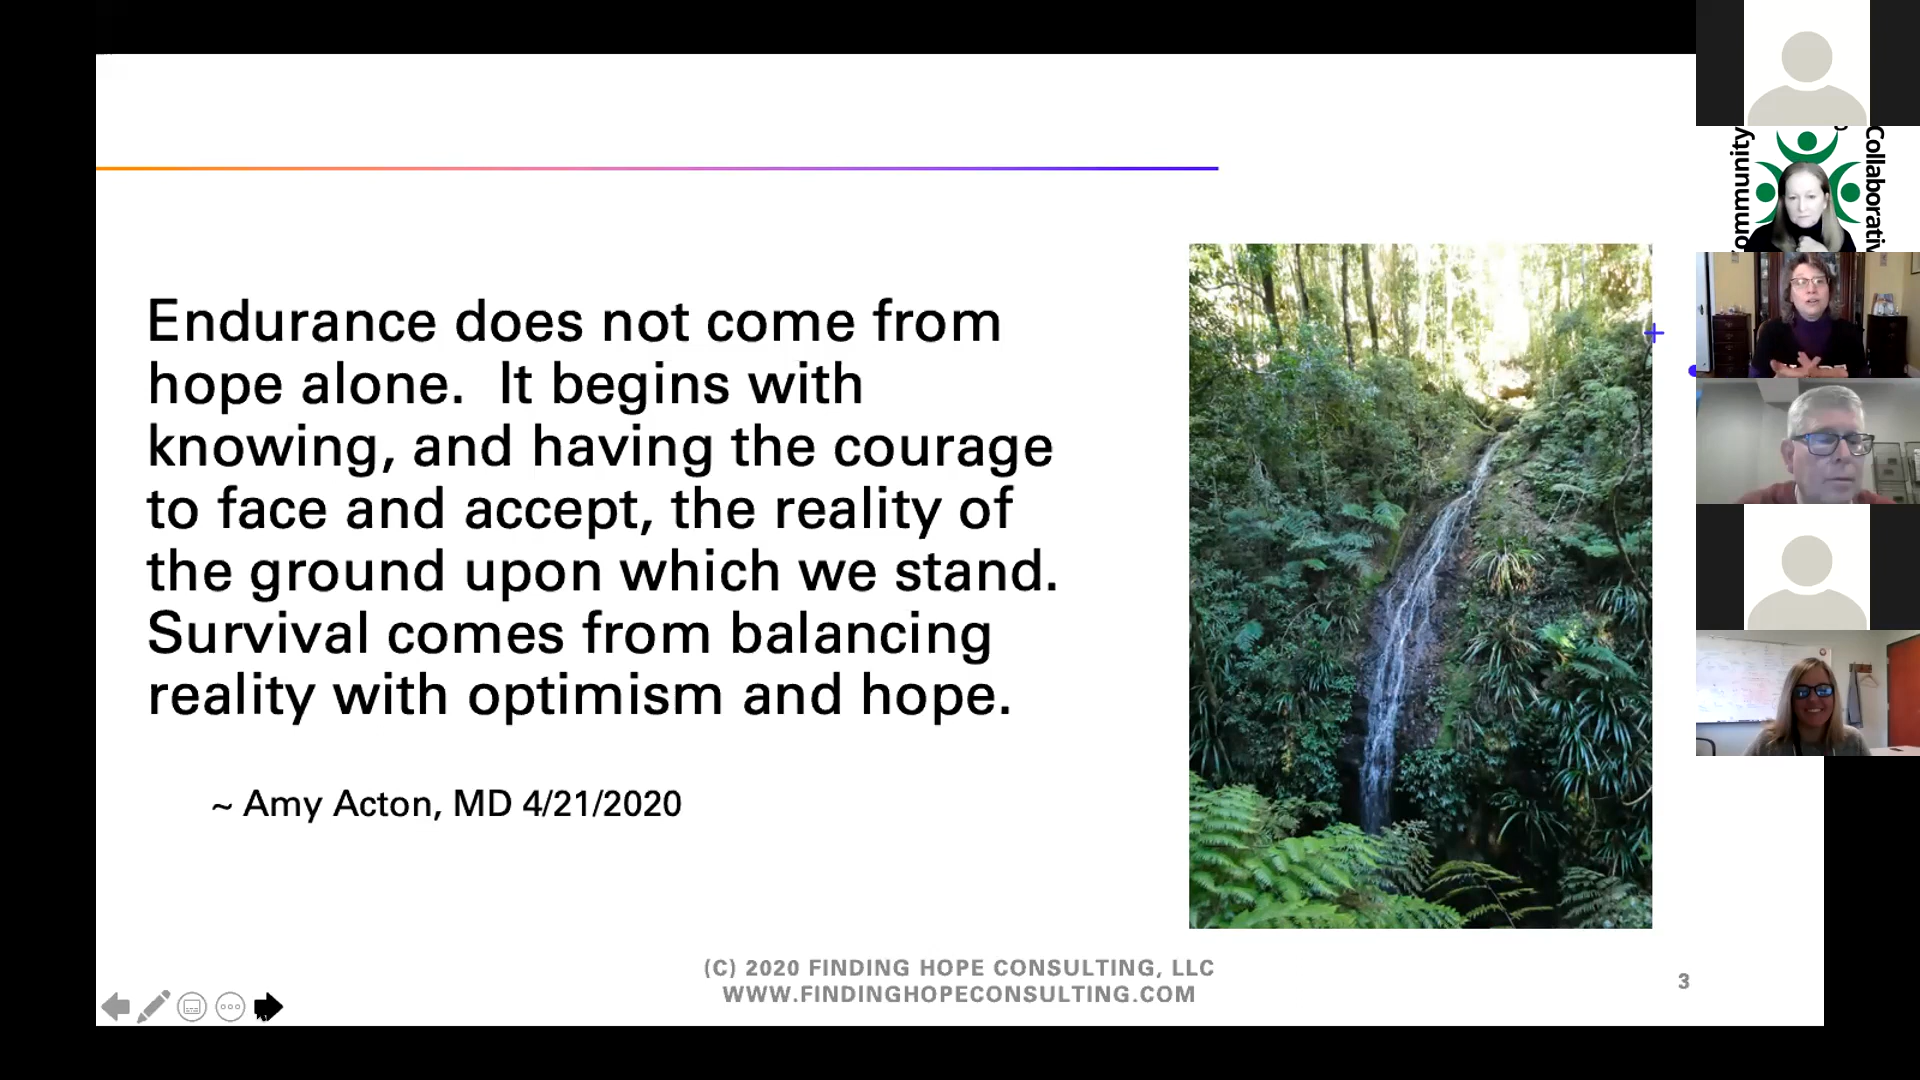 Endurance does not come from
hope alone.  It begins with
knowing, and having the courage
to face and accept, the reality of
the ground upon which we stand.
Survival comes from balancing
reality with optimism and hope.
~ Amy Acton, MD 4/21/2020
(C) 2020 FINDING HOPE CONSULTING, LLC
WWW.FINDINGHOPECONSULTING.COM
3
ommunity
Collaborativ